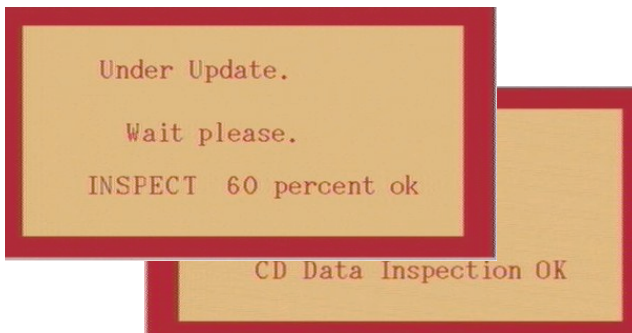 Under Update.
Wait please.
INSPECT 60 percent ok
CD Data Inspection OK